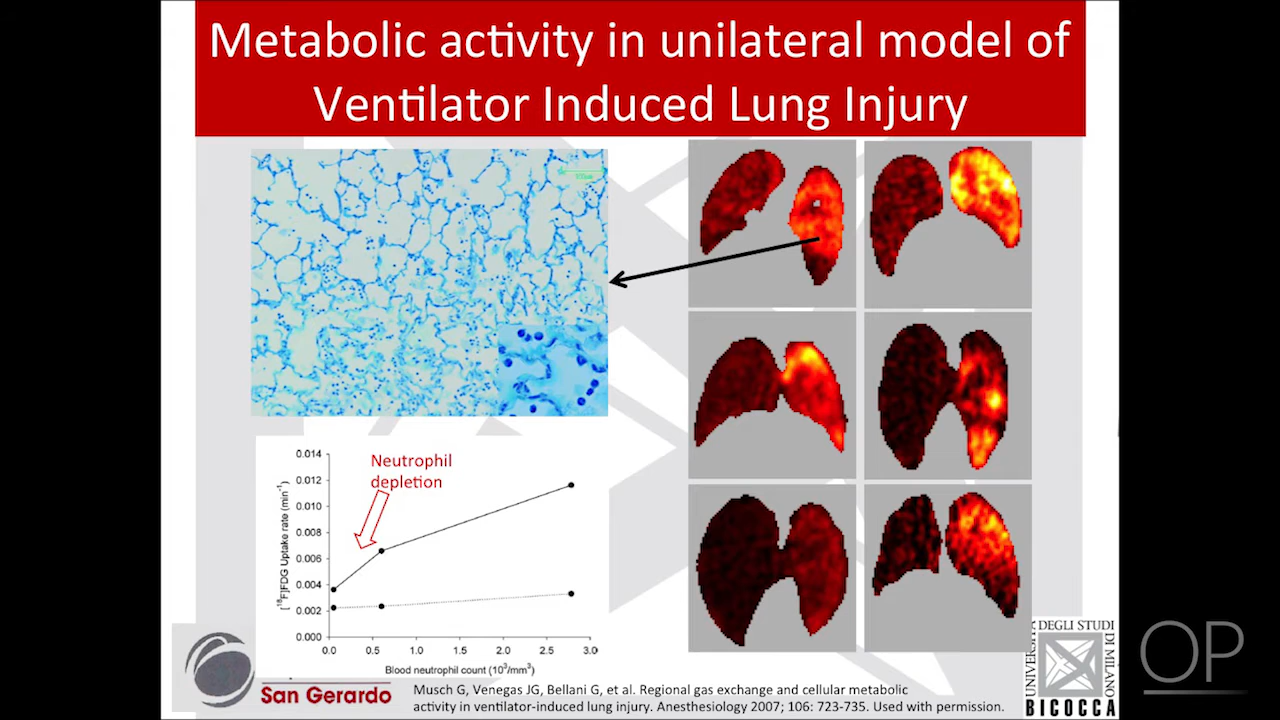 Metabolic activity in unilateral model of
Ventilator Induced Lung Injury
Neutrophil
depletion
0.014
0.012
0.010
0.008
0.006
0.004
0.002
0.000
[¹⁸F]FDG Uptake rate (min⁻¹)
0.0 0.5 1.0 1.5 2.0 2.5 3.0
Blood neutrophil count (10³/mm³)
San Gerardo
Musch G, Venegas JG, Bellani G, et al. Regional gas exchange and cellular metabolic
activity in ventilator-induced lung injury. Anesthesiology 2007; 106: 723-735. Used with permission.
UNIVERSITÀ
DEGLI STUDI
DI MILANO
BICOCCA
OP